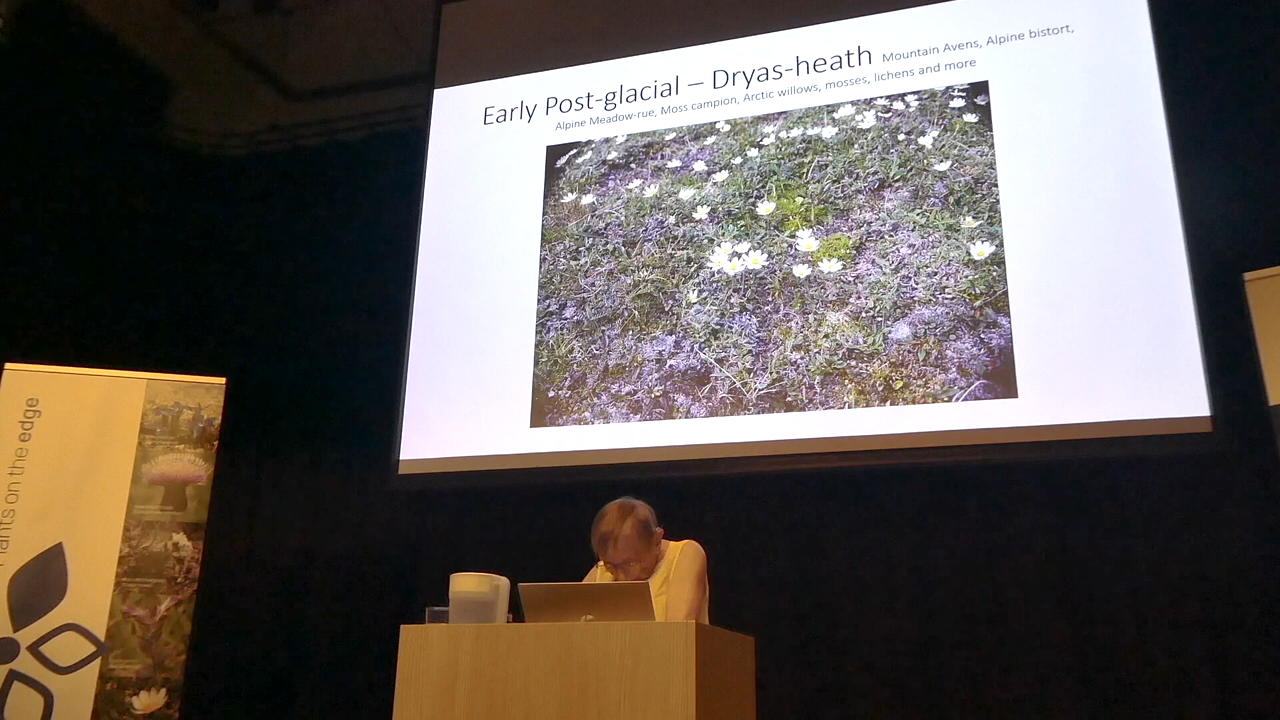 Early Post-glacial – Dryas-heath Mountain Avens, Alpine bistort,
Alpine Meadow-rue, Moss campion, Arctic willows, mosses, lichens and more
on the edge